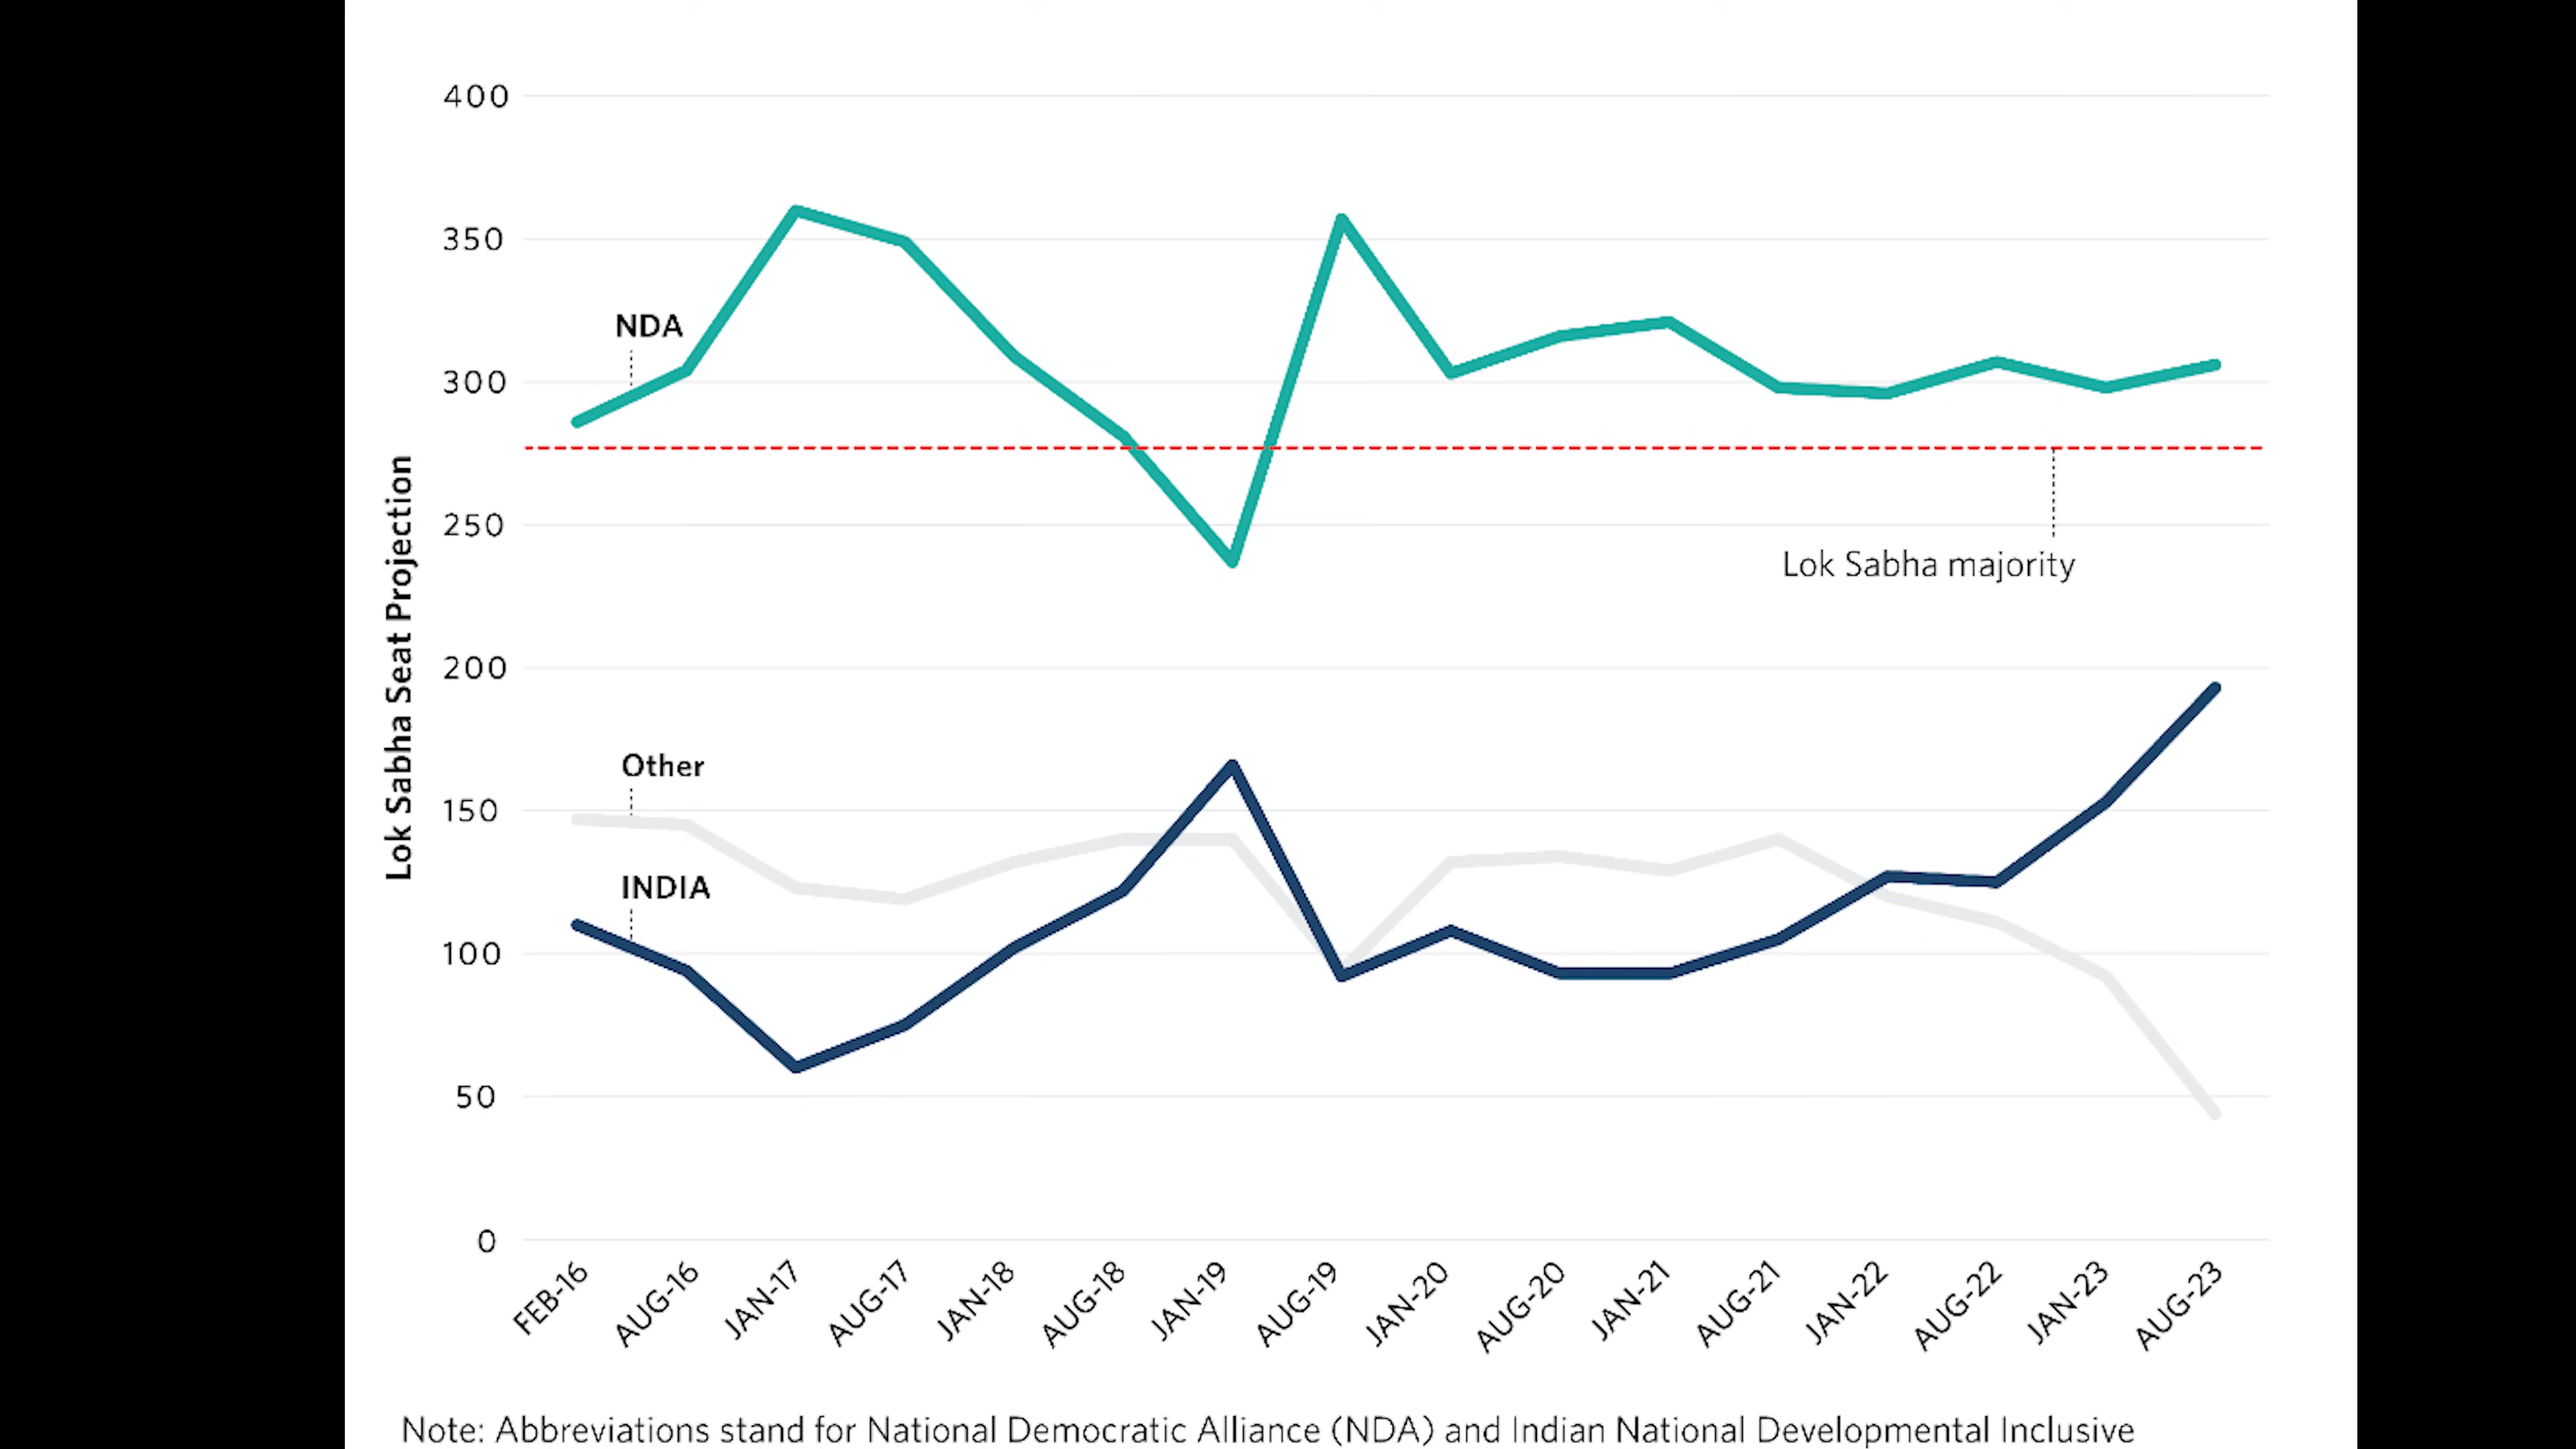 400
350
NDA
300
250
Lok Sabha majority
Lok Sabha Seat Projection
200
Other
150
INDIA
100
50
0
FEB-16
AUG-16
JAN-17
AUG-17
JAN-18
AUG-18
JAN-19
AUG-19
JAN-20
AUG-20
JAN-21
AUG-21
JAN-22
AUG-22
JAN-23
AUG-23
Note: Abbreviations stand for National Democratic Alliance (NDA) and Indian National Developmental Inclusive